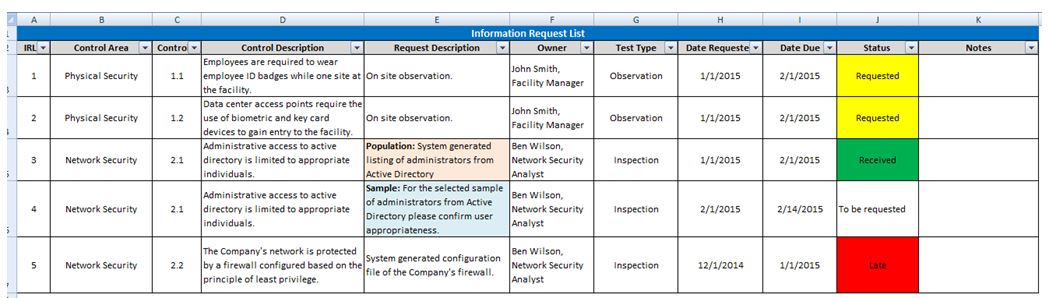 A B C D E F G H I J K
1 Information Request List
2 IRL Control Area Contro Control Description Request Description Owner Test Type Date Requeste Date Due Status Notes
1 Physical Security 1.1 Employees are required to wear employee ID badges while one site at the facility. On site observation. John Smith, Facility Manager Observation 1/1/2015 2/1/2015 Requested
2 Physical Security 1.2 Data center access points require the use of biometric and key card devices to gain entry to the facility. On site observation. John Smith, Facility Manager Observation 1/1/2015 2/1/2015 Requested
3 Network Security 2.1 Administrative access to active directory is limited to appropriate individuals. Population: System generated listing of administrators from Active Directory Ben Wilson, Network Security Analyst Inspection 1/1/2015 2/1/2015 Received
4 Network Security 2.1 Administrative access to active directory is limited to appropriate individuals. Sample: For the selected sample of administrators from Active Directory please confirm user appropriateness. Ben Wilson, Network Security Analyst Inspection 2/1/2015 2/14/2015 To be requested
5 Network Security 2.2 The Company's network is protected by a firewall configured based on the principle of least privilege. System generated configuration file of the Company's firewall. Ben Wilson, Network Security Analyst Inspection 12/1/2014 1/1/2015 Late